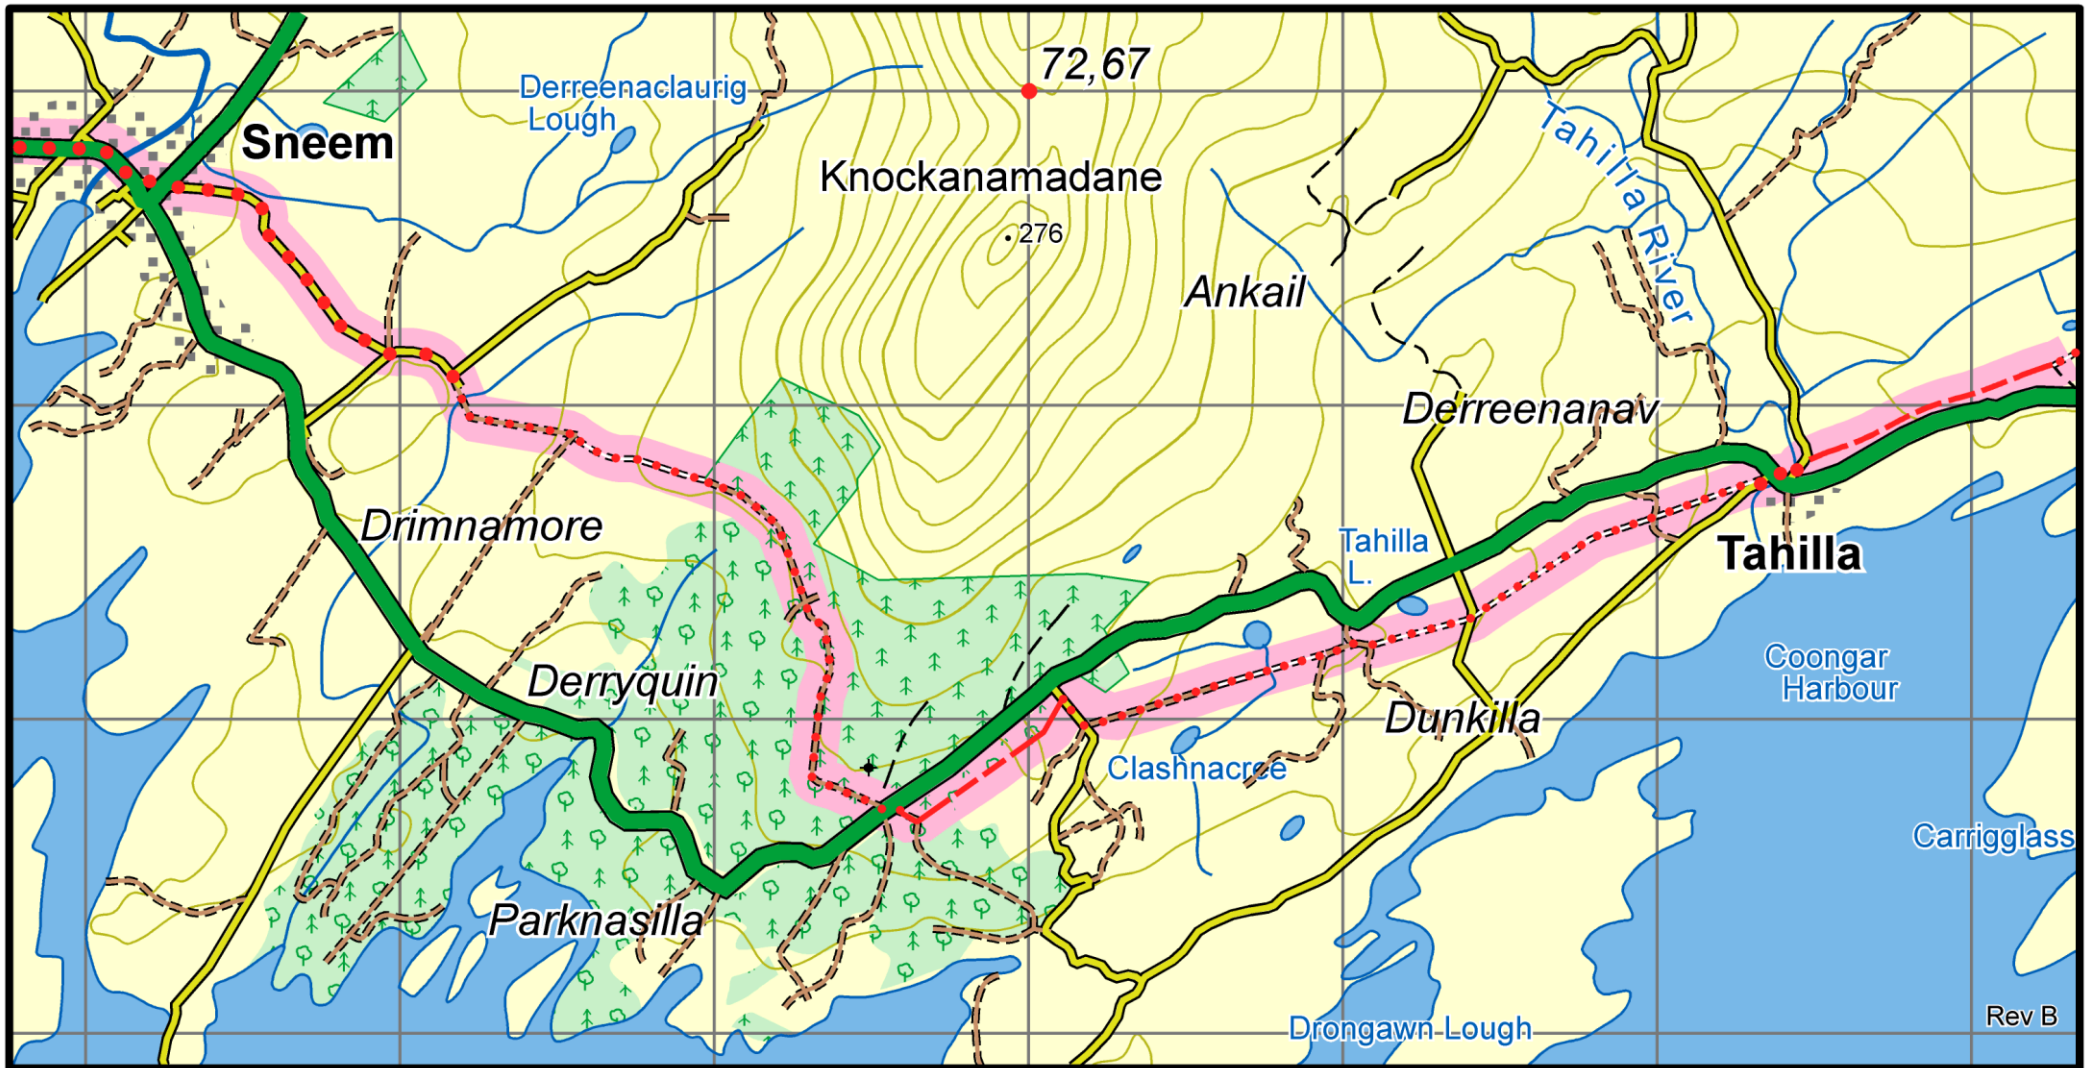 72,67
Derreenaclaurig
Lough
Sneem
Tahilla River
Knockanamadane
276
Ankail
Derreenanav
Drimnamore
Tahilla
L.
Tahilla
Coongar
Harbour
Derryquin
Dunkilla
Clashnacree
Carrigglass
Parknasilla
Rev B
Drongawn Lough